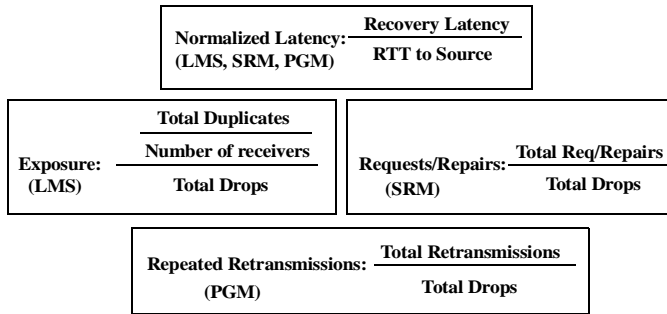 Normalized Latency: Recovery Latency
(LMS, SRM, PGM) RTT to Source
Total Duplicates
Number of receivers
Exposure:
(LMS) Total Drops
Requests/Repairs: Total Req/Repairs
(SRM) Total Drops
Repeated Retransmissions: Total Retransmissions
(PGM) Total Drops